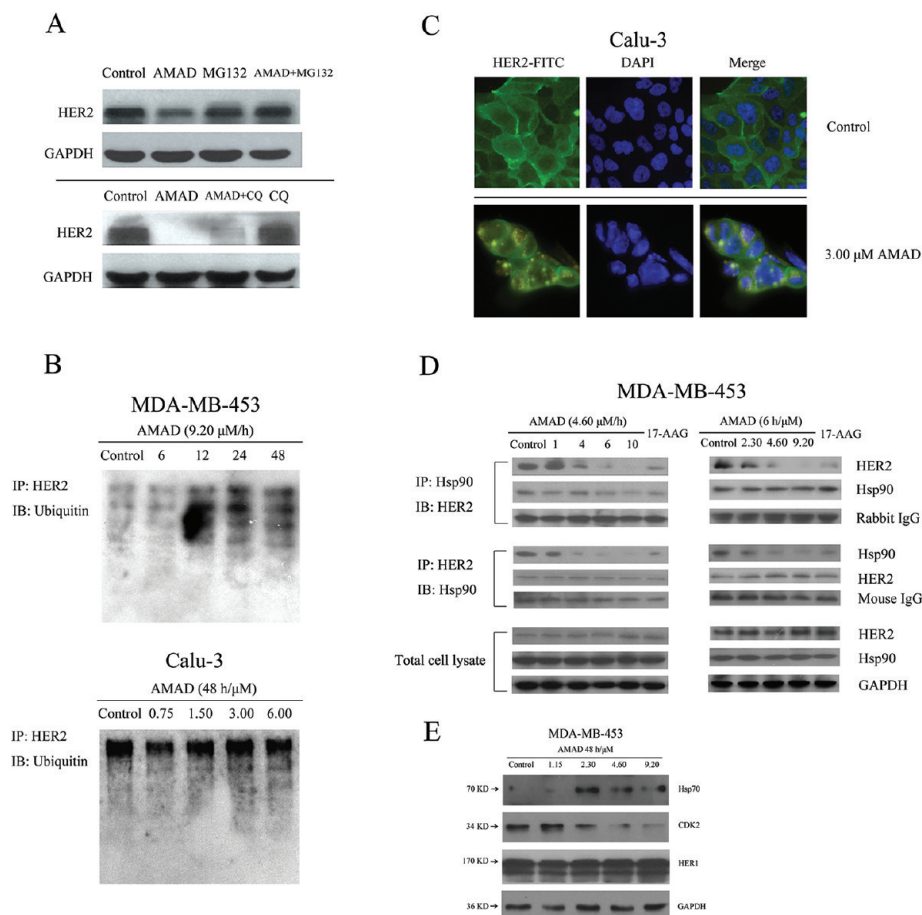 A
Control AMAD MG132 AMAD+MG132
HER2
GAPDH
Control AMAD AMAD+CQ CQ
HER2
GAPDH
B
MDA-MB-453
AMAD (9.20 μM/h)
Control 6 12 24 48
IP: HER2
IB: Ubiquitin
Calu-3
AMAD (48 h/μM)
Control 0.75 1.50 3.00 6.00
IP: HER2
IB: Ubiquitin
C
Calu-3
HER2-FITC DAPI Merge
Control
3.00 μM AMAD
D
MDA-MB-453
AMAD (4.60 μM/h) 17-AAG AMAD (6 h/μM) 17-AAG
Control 1 4 6 10 Control 2.30 4.60 9.20
IP: Hsp90
IB: HER2
HER2
Hsp90
Rabbit IgG
IP: HER2
IB: Hsp90
Hsp90
HER2
Mouse IgG
Total cell lysate
HER2
Hsp90
GAPDH
E
MDA-MB-453
AMAD 48 h/μM
Control 1.15 2.30 4.60 9.20
70 KD → Hsp70
34 KD → CDK2
170 KD → HER1
36 KD → GAPDH